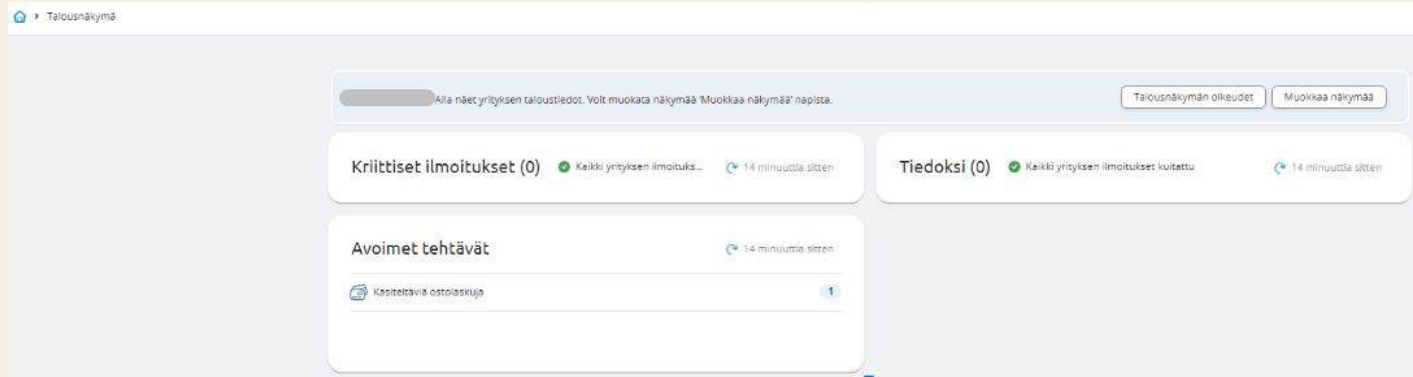 Talousnäkymä
Alla näet yrityksen taloustiedot. Voit muokata näkymää 'Muokkaa näkymää' napista.
Talousnäkymän oikeudet
Muokkaa näkymää
Kriittiset ilmoitukset (0) Kaikki yrityksen ilmoituks... 14 minuuttia sitten
Tiedoksi (0) Kaikki yrityksen ilmoitukset kuitattu 14 minuuttia sitten
Avoimet tehtävät 14 minuuttia sitten
Käsiteltäviä ostolaskuja 1